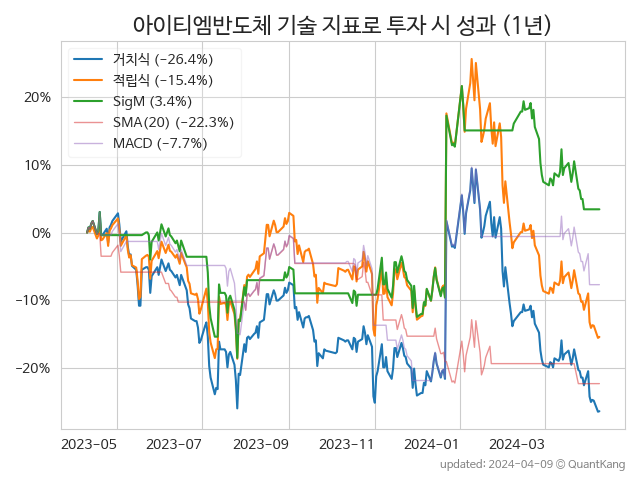 아이티엠반도체 기술 지표로 투자 시 성과 (1년)
거치식 (−26.4%)
적립식 (−15.4%)
SigM (3.4%)
SMA(20) (−22.3%)
MACD (−7.7%)
20%
10%
0%
−10%
−20%
2023-05 2023-07 2023-09 2023-11 2024-01 2024-03
updated: 2024-04-09 © QuantKang